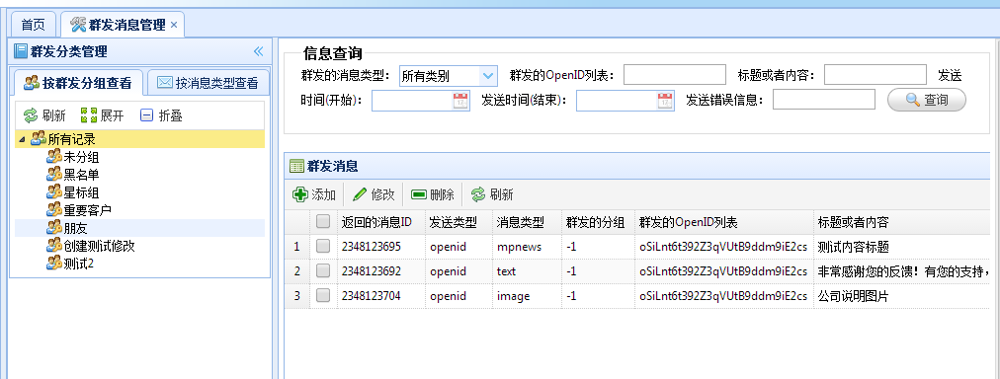 首页 群发消息管理 ×
群发分类管理
按群发分组查看 按消息类型查看
刷新 展开 折叠
所有记录
未分组
黑名单
星标组
重要客户
朋友
创建测试修改
测试2
信息查询
群发的消息类型: 所有类别 群发的OpenID列表: 标题或者内容: 发送
时间(开始): 发送时间(结束): 发送错误信息: 查询
群发消息
添加 修改 删除 刷新
返回的消息ID 发送类型 消息类型 群发的分组 群发的OpenID列表 标题或者内容
1 2348123695 openid mpnews -1 oSiLnt6t392Z3qVUtB9ddm9iE2cs 测试内容标题
2 2348123692 openid text -1 oSiLnt6t392Z3qVUtB9ddm9iE2cs 非常感谢您的反馈！有您的支持，
3 2348123704 openid image -1 oSiLnt6t392Z3qVUtB9ddm9iE2cs 公司说明图片